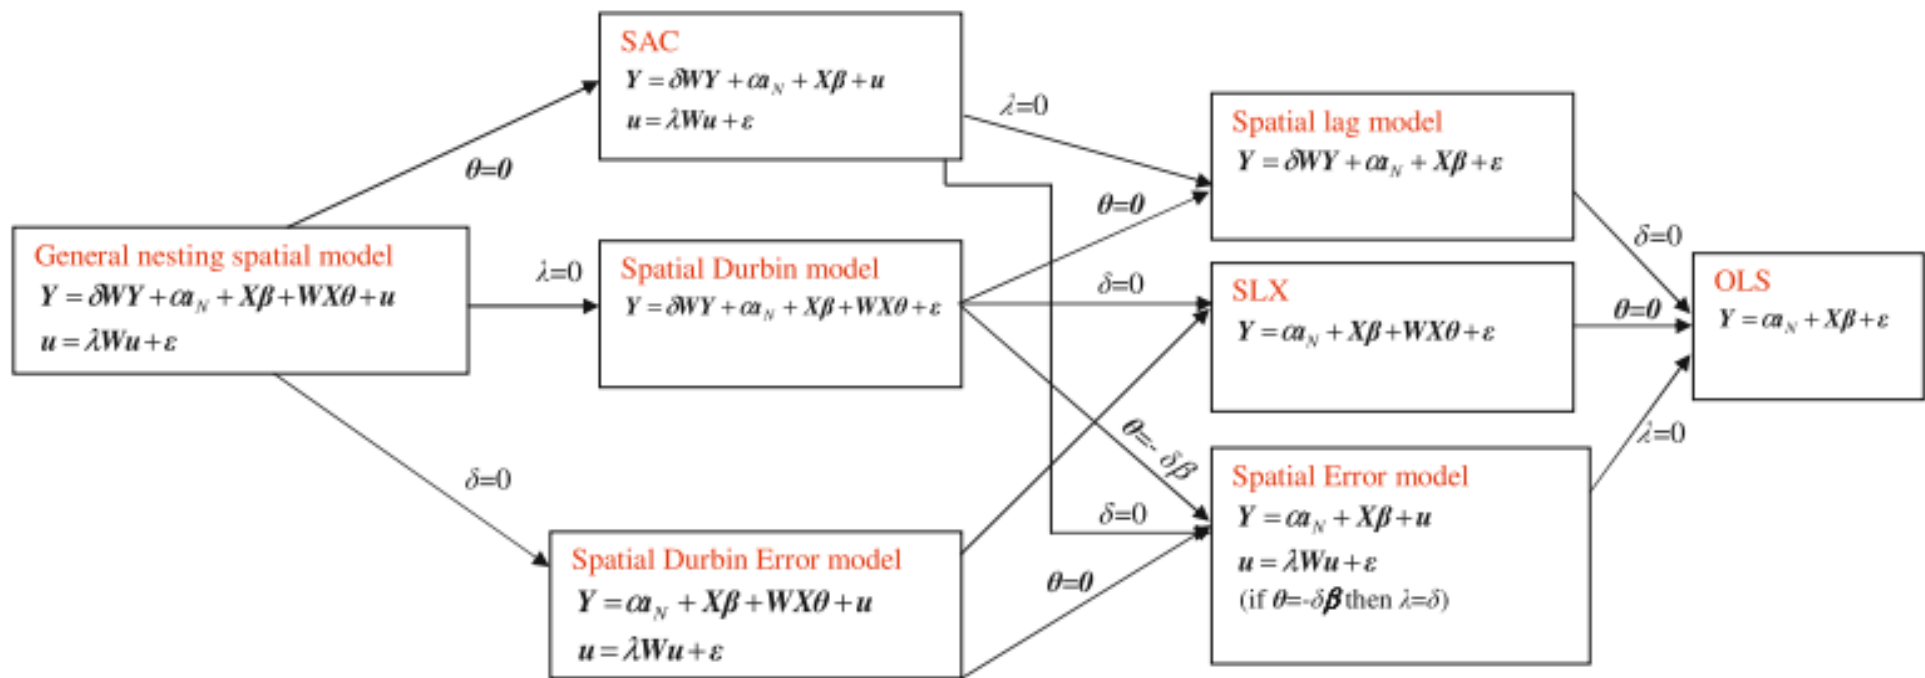 SAC
Y = δWY + αι_N + Xβ + u
u = λWu + ε
θ=0
General nesting spatial model
Y = δWY + αι_N + Xβ + WXθ + u
u = λWu + ε
λ=0
Spatial Durbin model
Y = δWY + αι_N + Xβ + WXθ + ε
δ=0
Spatial Durbin Error model
Y = αι_N + Xβ + WXθ + u
u = λWu + ε
λ=0
θ=0
δ=0
θ=- δβ
δ=0
θ=0
Spatial lag model
Y = δWY + αι_N + Xβ + ε
SLX
Y = αι_N + Xβ + WXθ + ε
Spatial Error model
Y = αι_N + Xβ + u
u = λWu + ε
(if θ=-δβ then λ=δ)
δ=0
θ=0
λ=0
OLS
Y = αι_N + Xβ + ε